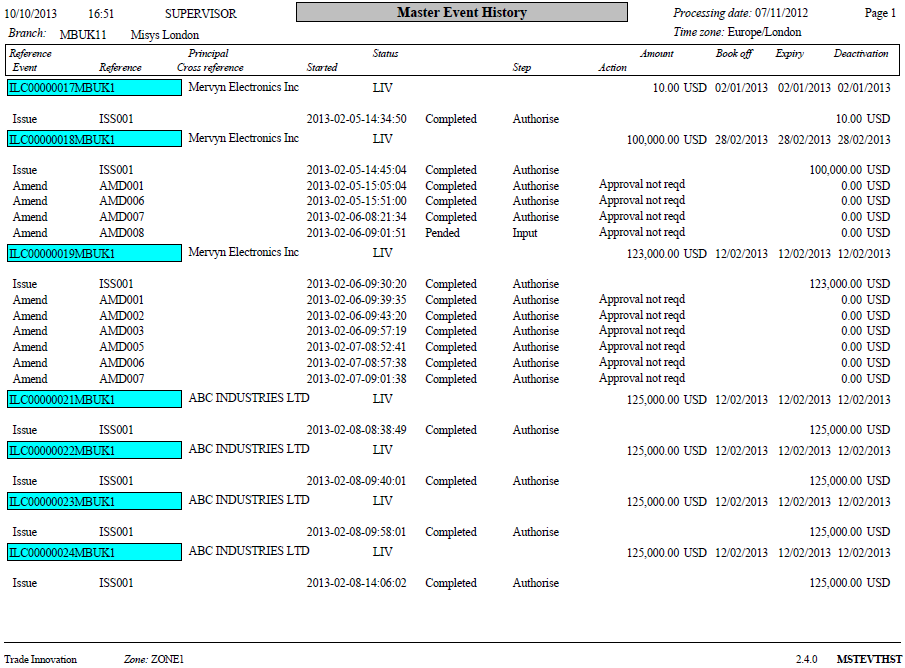 10/10/2013 16:51 SUPERVISOR Master Event History Processing date: 07/11/2012 Page 1
Branch: MBUK11 Misys London Time zone: Europe/London
Reference Principal Status Amount Book off Expiry Deactivation
Event Reference Cross reference Started Step Action
ILC00000017MBUK1 Mervyn Electronics Inc LIV 10.00 USD 02/01/2013 02/01/2013 02/01/2013
Issue ISS001 2013-02-05-14:34:50 Completed Authorise 10.00 USD
ILC00000018MBUK1 Mervyn Electronics Inc LIV 100,000.00 USD 28/02/2013 28/02/2013 28/02/2013
Issue ISS001 2013-02-05-14:45:04 Completed Authorise 100,000.00 USD
Amend AMD001 2013-02-05-15:05:04 Completed Authorise Approval not reqd 0.00 USD
Amend AMD006 2013-02-05-15:51:00 Completed Authorise Approval not reqd 0.00 USD
Amend AMD007 2013-02-06-08:21:34 Completed Authorise Approval not reqd 0.00 USD
Amend AMD008 2013-02-06-09:01:51 Pended Input Approval not reqd 0.00 USD
ILC00000019MBUK1 Mervyn Electronics Inc LIV 123,000.00 USD 12/02/2013 12/02/2013 12/02/2013
Issue ISS001 2013-02-06-09:30:20 Completed Authorise 123,000.00 USD
Amend AMD001 2013-02-06-09:39:35 Completed Authorise Approval not reqd 0.00 USD
Amend AMD002 2013-02-06-09:43:20 Completed Authorise Approval not reqd 0.00 USD
Amend AMD003 2013-02-06-09:57:19 Completed Authorise Approval not reqd 0.00 USD
Amend AMD005 2013-02-07-08:52:41 Completed Authorise Approval not reqd 0.00 USD
Amend AMD006 2013-02-07-08:57:38 Completed Authorise Approval not reqd 0.00 USD
Amend AMD007 2013-02-07-09:01:38 Completed Authorise Approval not reqd 0.00 USD
ILC00000021MBUK1 ABC INDUSTRIES LTD LIV 125,000.00 USD 12/02/2013 12/02/2013 12/02/2013
Issue ISS001 2013-02-08-08:38:49 Completed Authorise 125,000.00 USD
ILC00000022MBUK1 ABC INDUSTRIES LTD LIV 125,000.00 USD 12/02/2013 12/02/2013 12/02/2013
Issue ISS001 2013-02-08-09:40:01 Completed Authorise 125,000.00 USD
ILC00000023MBUK1 ABC INDUSTRIES LTD LIV 125,000.00 USD 12/02/2013 12/02/2013 12/02/2013
Issue ISS001 2013-02-08-09:58:01 Completed Authorise 125,000.00 USD
ILC00000024MBUK1 ABC INDUSTRIES LTD LIV 125,000.00 USD 12/02/2013 12/02/2013 12/02/2013
Issue ISS001 2013-02-08-14:06:02 Completed Authorise 125,000.00 USD
Trade Innovation Zone: ZONE1 2.4.0 MSTEVTHST